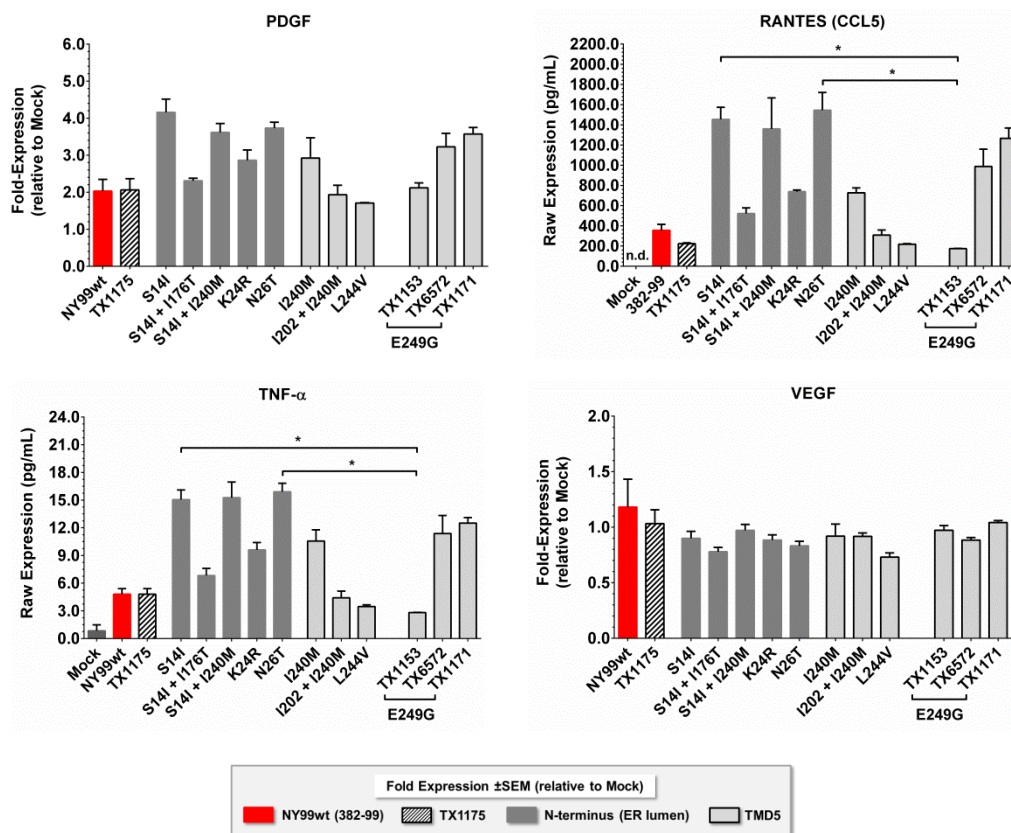 PDGF
Fold-Expression
(relative to Mock)
6.0
5.0
4.0
3.0
2.0
1.0
0.0
NY99wt
TX1175
S14I
S14I + I176T
S14I + I240M
K24R
N26T
I240M
I202 + I240M
L244V
TX1153
TX6572
TX1171
E249G
RANTES (CCL5)
Raw Expression (pg/mL)
2200.0
2000.0
1800.0
1600.0
1400.0
1200.0
1000.0
800.0
600.0
400.0
200.0
0.0
*
*
n.d.
Mock
382-99
TX1175
S14I
S14I + I176T
S14I + I240M
K24R
N26T
I240M
I202 + I240M
L244V
TX1153
TX6572
TX1171
E249G
TNF-α
Raw Expression (pg/mL)
24.0
21.0
18.0
15.0
12.0
9.0
6.0
3.0
0.0
*
*
Mock
NY99wt
TX1175
S14I
S14I + I176T
S14I + I240M
K24R
N26T
I240M
I202 + I240M
L244V
TX1153
TX6572
TX1171
E249G
VEGF
Fold-Expression
(relative to Mock)
2.0
1.5
1.0
0.5
0.0
NY99wt
TX1175
S14I
S14I + I176T
S14I + I240M
K24R
N26T
I240M
I202 + I240M
L244V
TX1153
TX6572
TX1171
E249G
Fold Expression ±SEM (relative to Mock)
NY99wt (382-99)
TX1175
N-terminus (ER lumen)
TMD5